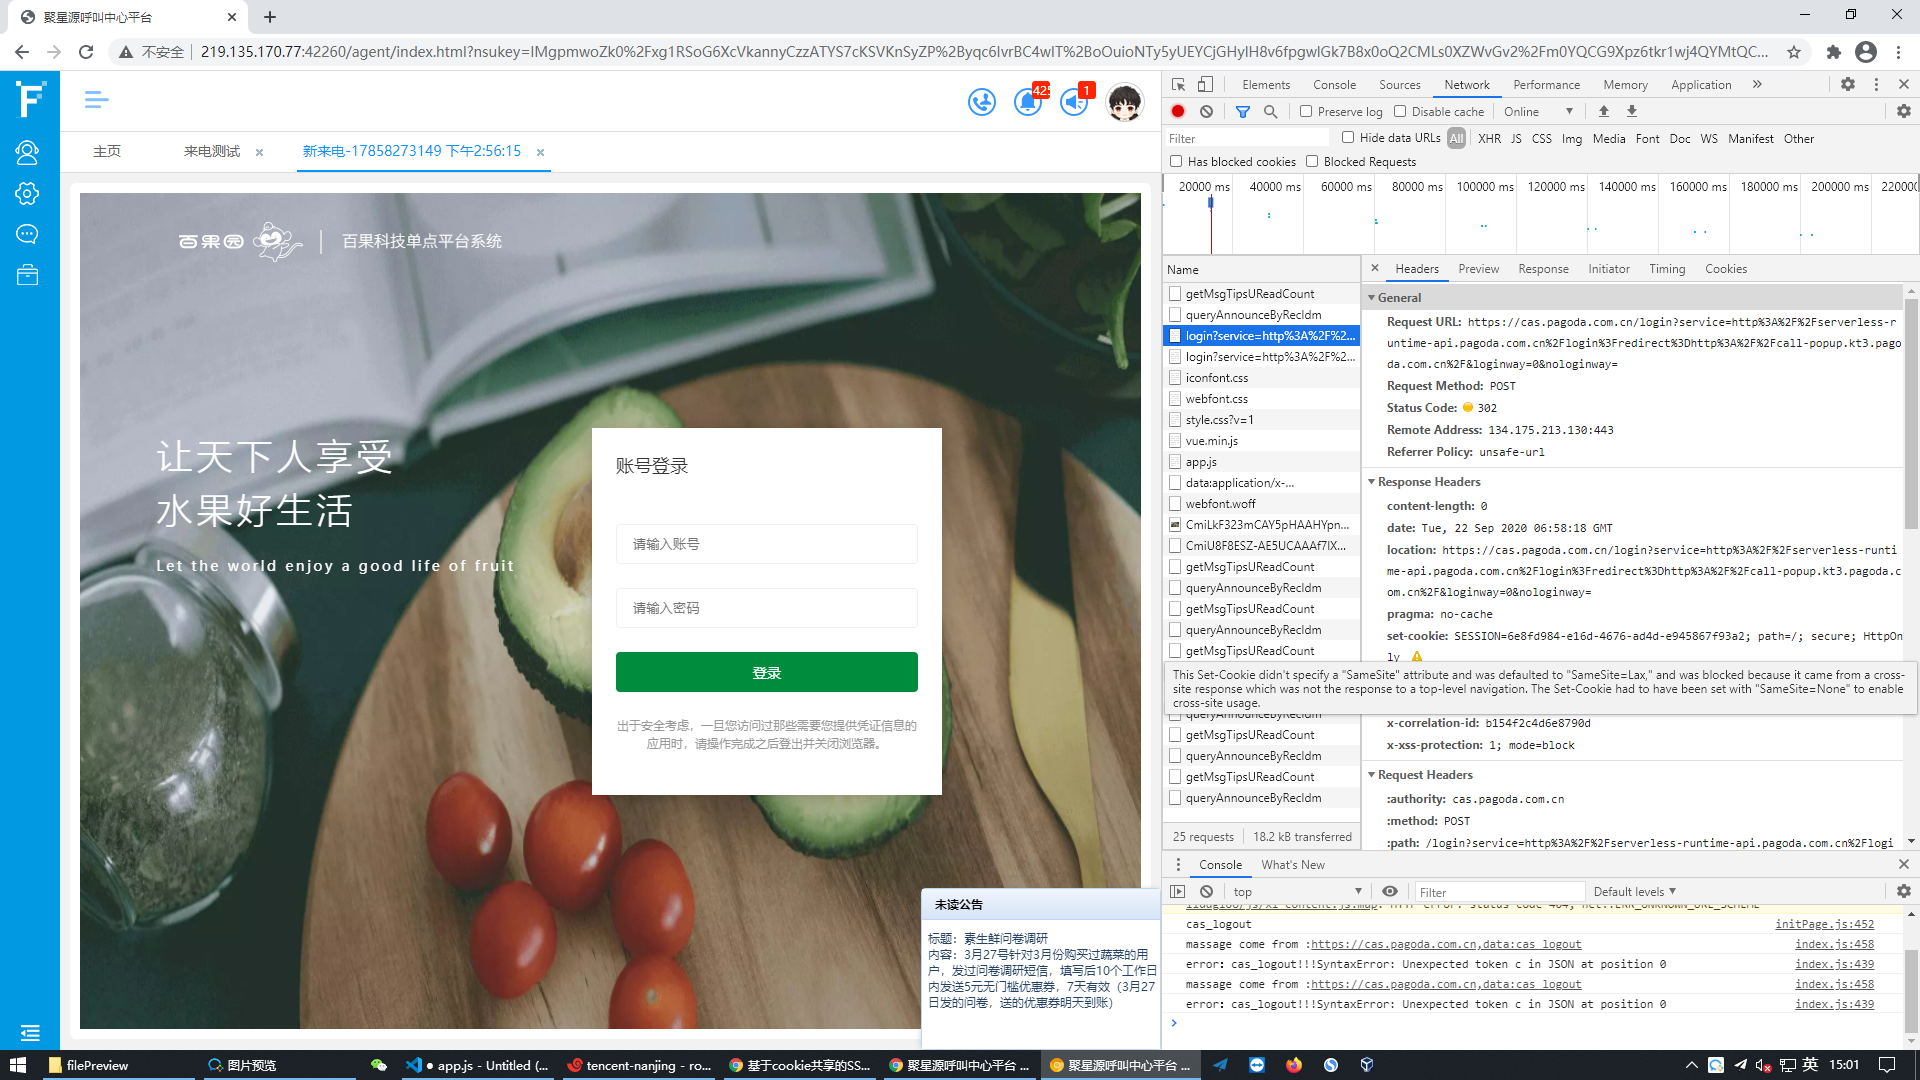 聚星源呼叫中心平台
不安全
219.135.170.77:42260/agent/index.html?nsukey=IMgpmwoZk0%2Fxg1RSoG6XcVkannyCzzATYS7cKSVKnSyZP%2Byqc6IvrBC4wIT%2BoOuioNTy5yUEYCjGHyIH8v6fpgwlGk7B8x0oQ2CMLs0XZWvGv2%2Fm0YQCG9Xpz6tkr1wj4QYMtQC...
425
1
主页
来电测试
新来电-17858273149 下午2:56:15
百果园
百果科技单点平台系统
让天下人享受
水果好生活
Let the world enjoy a good life of fruit
账号登录
请输入账号
请输入密码
登录
出于安全考虑，一旦您访问过那些需要您提供凭证信息的
应用时，请操作完成之后登出并关闭浏览器。
未读公告
标题：素生鲜问卷调研
内容：3月27号针对3月份购买过蔬菜的用
户，发过问卷调研短信，填写后10个工作日
内发送5元无门槛优惠券，7天有效（3月27
日发的问卷，送的优惠券明天到账）
Elements Console Sources Network Performance Memory Application
Preserve log Disable cache Online
Filter Hide data URLs All XHR JS CSS Img Media Font Doc WS Manifest Other
Has blocked cookies Blocked Requests
20000 ms 40000 ms 60000 ms 80000 ms 100000 ms 120000 ms 140000 ms 160000 ms 180000 ms 200000 ms 22000
Name
getMsgTipsUReadCount
queryAnnounceByRecIdm
login?service=http%3A%2F%2...
login?service=http%3A%2F%2...
iconfont.css
webfont.css
style.css?v=1
vue.min.js
app.js
data:application/x-...
webfont.woff
CmiLkF323mCAY5pHAAHYpn...
CmiU8F8ESZ-AE5UCAAAf7IX...
getMsgTipsUReadCount
queryAnnounceByRecIdm
getMsgTipsUReadCount
queryAnnounceByRecIdm
getMsgTipsUReadCount
queryAnnounceByRecIdm
getMsgTipsUReadCount
queryAnnounceByRecIdm
getMsgTipsUReadCount
queryAnnounceByRecIdm
25 requests 18.2 kB transferred
Headers Preview Response Initiator Timing Cookies
General
Request URL: https://cas.pagoda.com.cn/login?service=http%3A%2F%2Fserverless-r
untime-api.pagoda.com.cn%2Flogin%3Fredirect%3Dhttp%3A%2F%2Fcall-popup.kt3.pago
da.com.cn%2F&loginway=0&nologinway=
Request Method: POST
Status Code: 302
Remote Address: 134.175.213.130:443
Referrer Policy: unsafe-url
Response Headers
content-length: 0
date: Tue, 22 Sep 2020 06:58:18 GMT
location: https://cas.pagoda.com.cn/login?service=http%3A%2F%2Fserverless-runti
me-api.pagoda.com.cn%2Flogin%3Fredirect%3Dhttp%3A%2F%2Fcall-popup.kt3.pagoda.c
om.cn%2F&loginway=0&nologinway=
pragma: no-cache
set-cookie: SESSION=6e8fd984-e16d-4676-ad4d-e945867f93a2; path=/; secure; HttpOn
ly
This Set-Cookie didn't specify a "SameSite" attribute and was defaulted to "SameSite=Lax," and was blocked because it came from a cross-
site response which was not the response to a top-level navigation. The Set-Cookie had to have been set with "SameSite=None" to enable
cross-site usage.
x-correlation-id: b154f2c4d6e8790d
x-xss-protection: 1; mode=block
Request Headers
:authority: cas.pagoda.com.cn
:method: POST
:path: /login?service=http%3A%2F%2Fserverless-runtime-api.pagoda.com.cn%2Flogi
Console What's New
top Filter Default levels
cas_logout initPage.js:452
massage come from :https://cas.pagoda.com.cn,data:cas_logout index.js:458
error: cas_logout!!!SyntaxError: Unexpected token c in JSON at position 0 index.js:439
massage come from :https://cas.pagoda.com.cn,data:cas_logout index.js:458
error: cas_logout!!!SyntaxError: Unexpected token c in JSON at position 0 index.js:439
filePreview
图片预览
● app.js - Untitled (...
tencent-nanjing - ro...
基于cookie共享的SS...
聚星源呼叫中心平台 ...
聚星源呼叫中心平台 ...
英
15:01